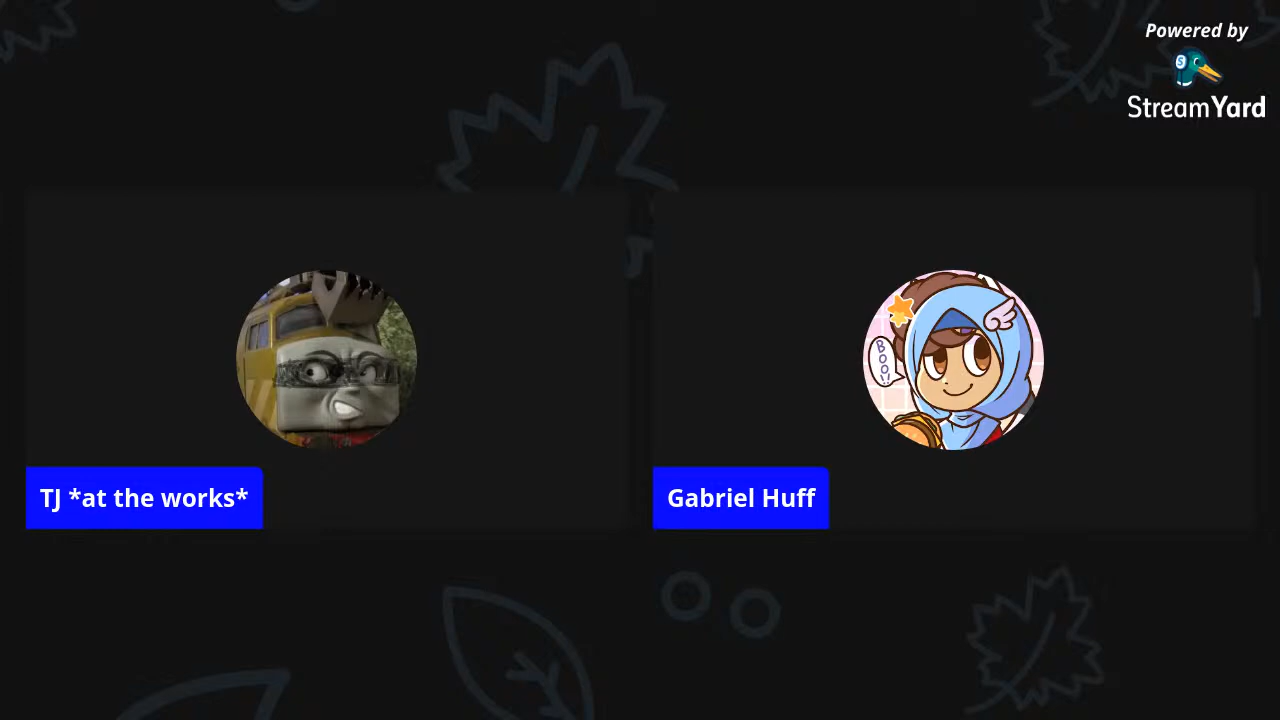 Powered by
S
StreamYard
BOO!!
TJ *at the works*
Gabriel Huff